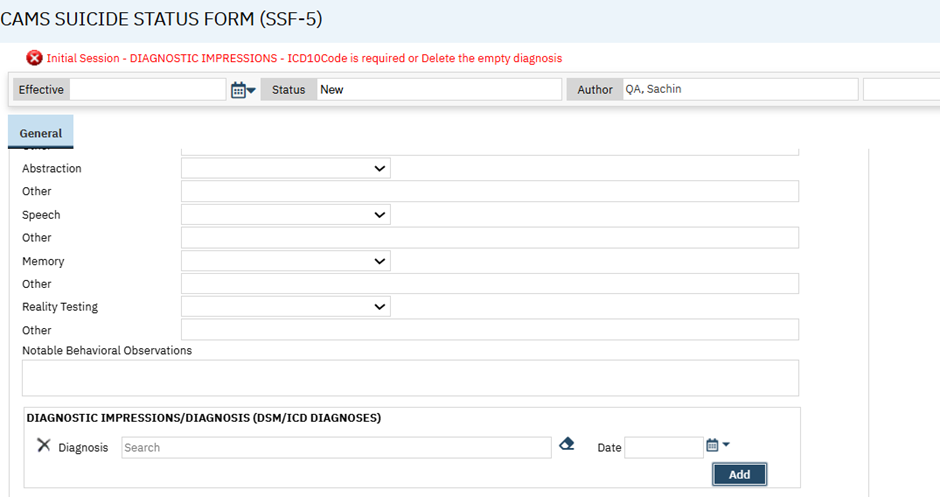 CAMS SUICIDE STATUS FORM (SSF-5)
Initial Session - DIAGNOSTIC IMPRESSIONS - ICD10Code is required or Delete the empty diagnosis
Effective Status New Author QA, Sachin
General
Abstraction
Other
Speech
Other
Memory
Other
Reality Testing
Other
Notable Behavioral Observations
DIAGNOSTIC IMPRESSIONS/DIAGNOSIS (DSM/ICD DIAGNOSES)
Diagnosis Search Date
Add